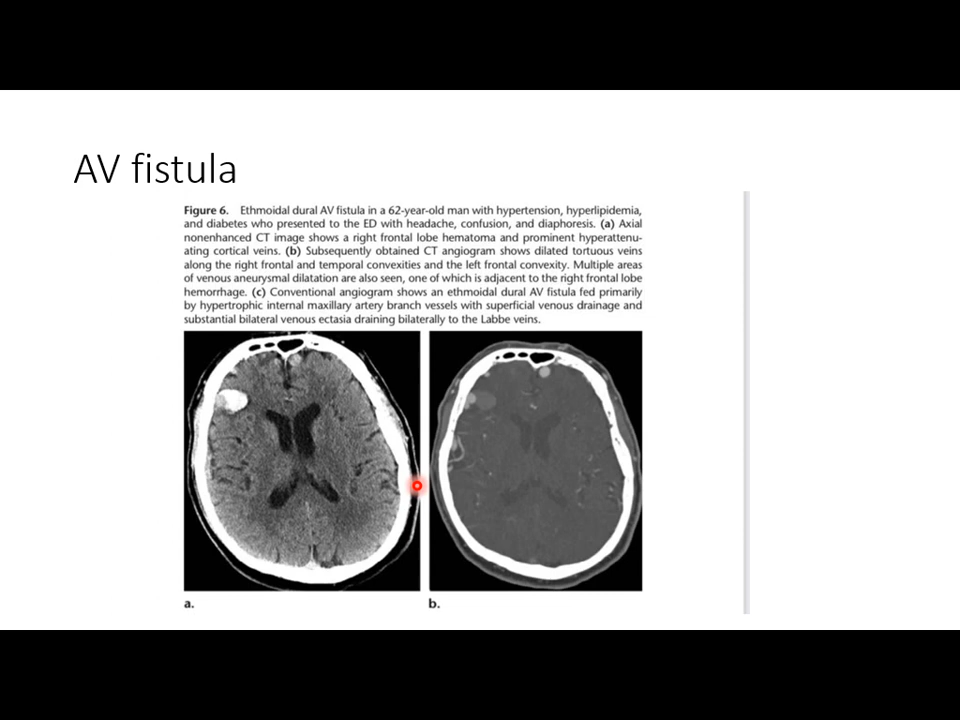 AV fistula
Figure 6. Ethmoidal dural AV fistula in a 62-year-old man with hypertension, hyperlipidemia,
and diabetes who presented to the ED with headache, confusion, and diaphoresis. (a) Axial
nonenhanced CT image shows a right frontal lobe hematoma and prominent hyperattenu-
ating cortical veins. (b) Subsequently obtained CT angiogram shows dilated tortuous veins
along the right frontal and temporal convexities and the left frontal convexity. Multiple areas
of venous aneurysmal dilatation are also seen, one of which is adjacent to the right frontal lobe
hemorrhage. (c) Conventional angiogram shows an ethmoidal dural AV fistula fed primarily
by hypertrophic internal maxillary artery branch vessels with superficial venous drainage and
substantial bilateral venous ectasia draining bilaterally to the Labbe veins.
a. b.